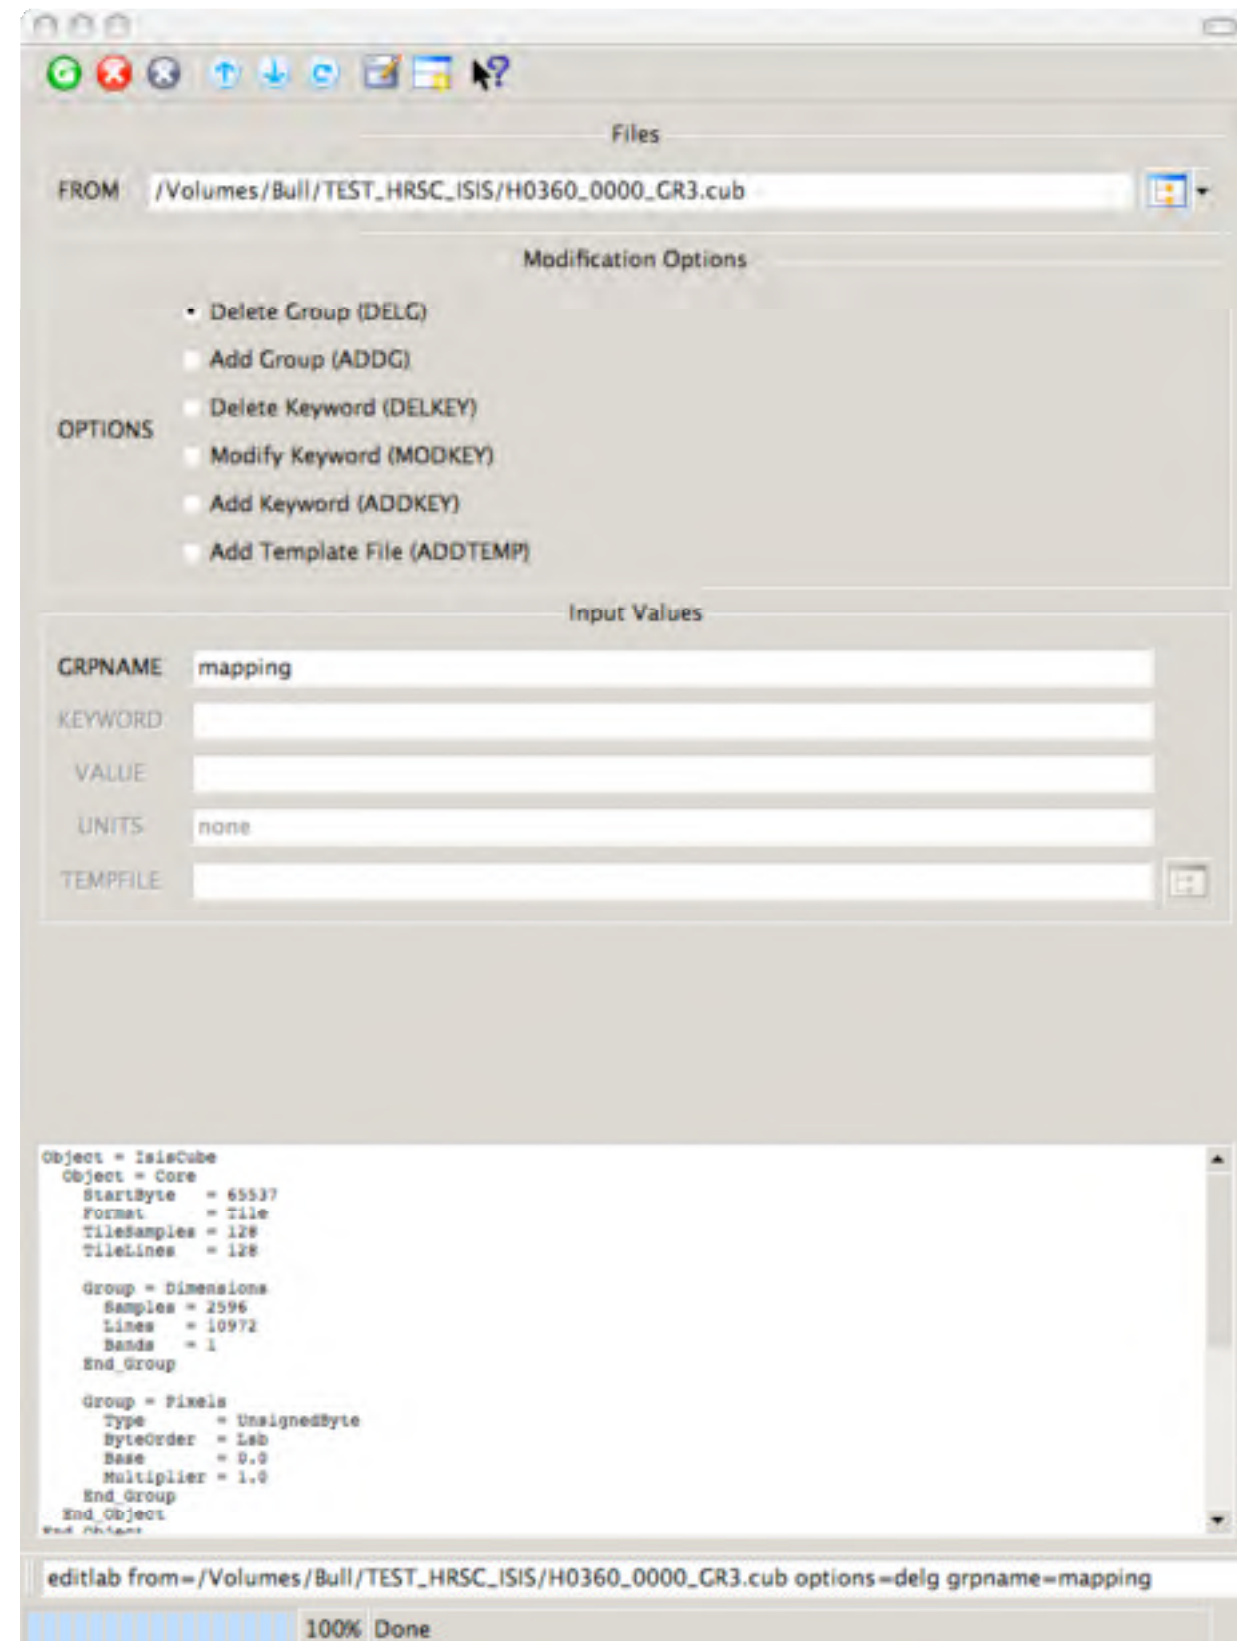 Files
FROM /Volumes/Bull/TEST_HRSC_ISIS/H0360_0000_GR3.cub
Modification Options
Delete Group (DELG)
Add Group (ADDG)
Delete Keyword (DELKEY)
OPTIONS
Modify Keyword (MODKEY)
Add Keyword (ADDKEY)
Add Template File (ADDTEMP)
Input Values
GRPNAME mapping
KEYWORD
VALUE
UNITS none
TEMPFILE
Object = IsisCube
Object = Core
StartByte = 65537
Format = Tile
TileSamples = 128
TileLines = 128
Group = Dimensions
Samples = 2596
Lines = 10972
Bands = 1
End_Group
Group = Pixels
Type = UnsignedByte
ByteOrder = Lsb
Base = 0.0
Multiplier = 1.0
End_Group
End_Object
End_Object
editlab from=/Volumes/Bull/TEST_HRSC_ISIS/H0360_0000_GR3.cub options=delg grpname=mapping
100% Done